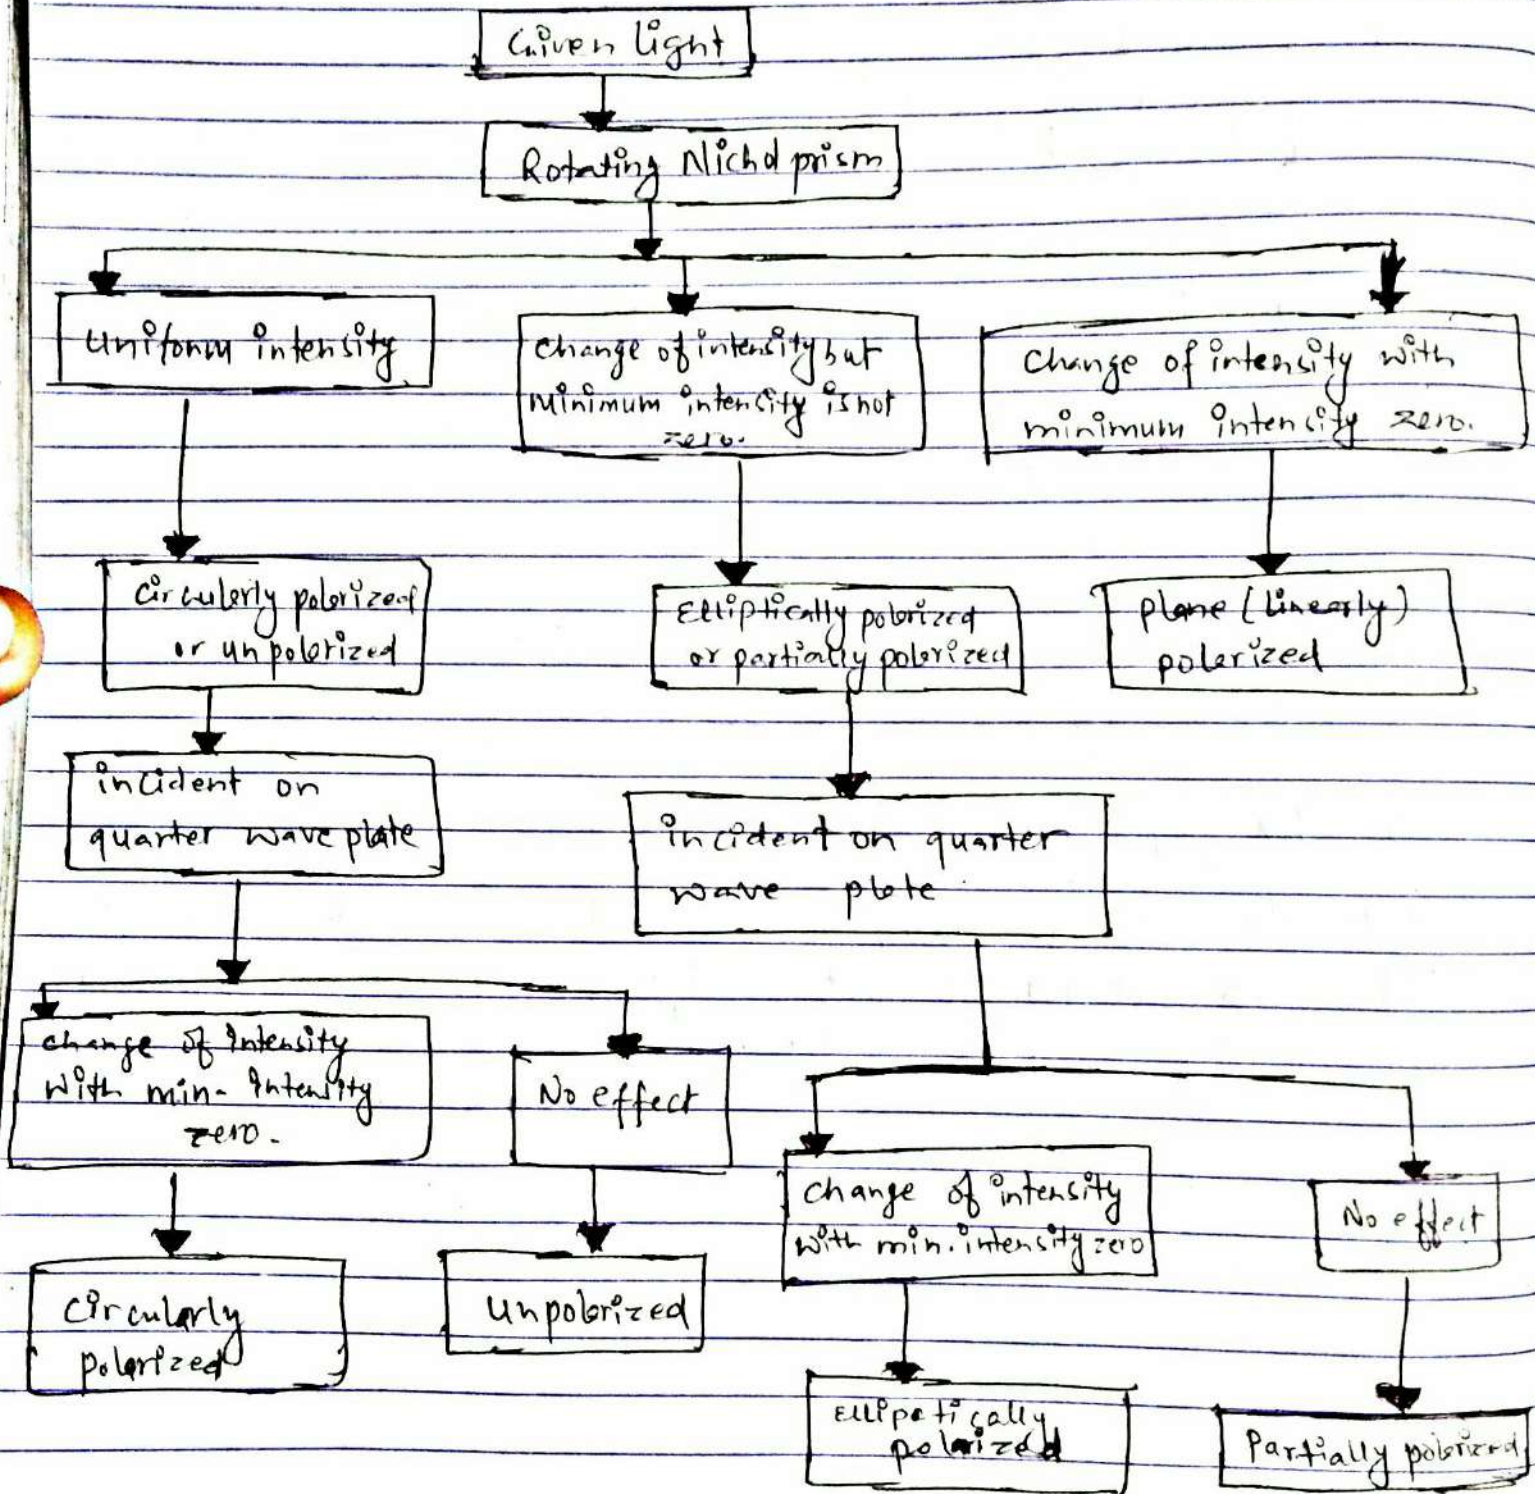 Given light
Rotating Nichol prism
Uniform intensity
change of intensity but
minimum intensity is not
zero.
change of intensity with
minimum intensity zero.
Circularly polarized
or unpolarized
Elliptically polarized
or partially polarized
plane (linearly)
polarized
incident on
quarter wave plate
incident on quarter
wave plate
change of intensity
with min- intensity
zero.
No effect
change of intensity
with min. intensity zero
No effect
Circularly
polarized
Unpolarized
Ellipetically
polarized
Partially polarized